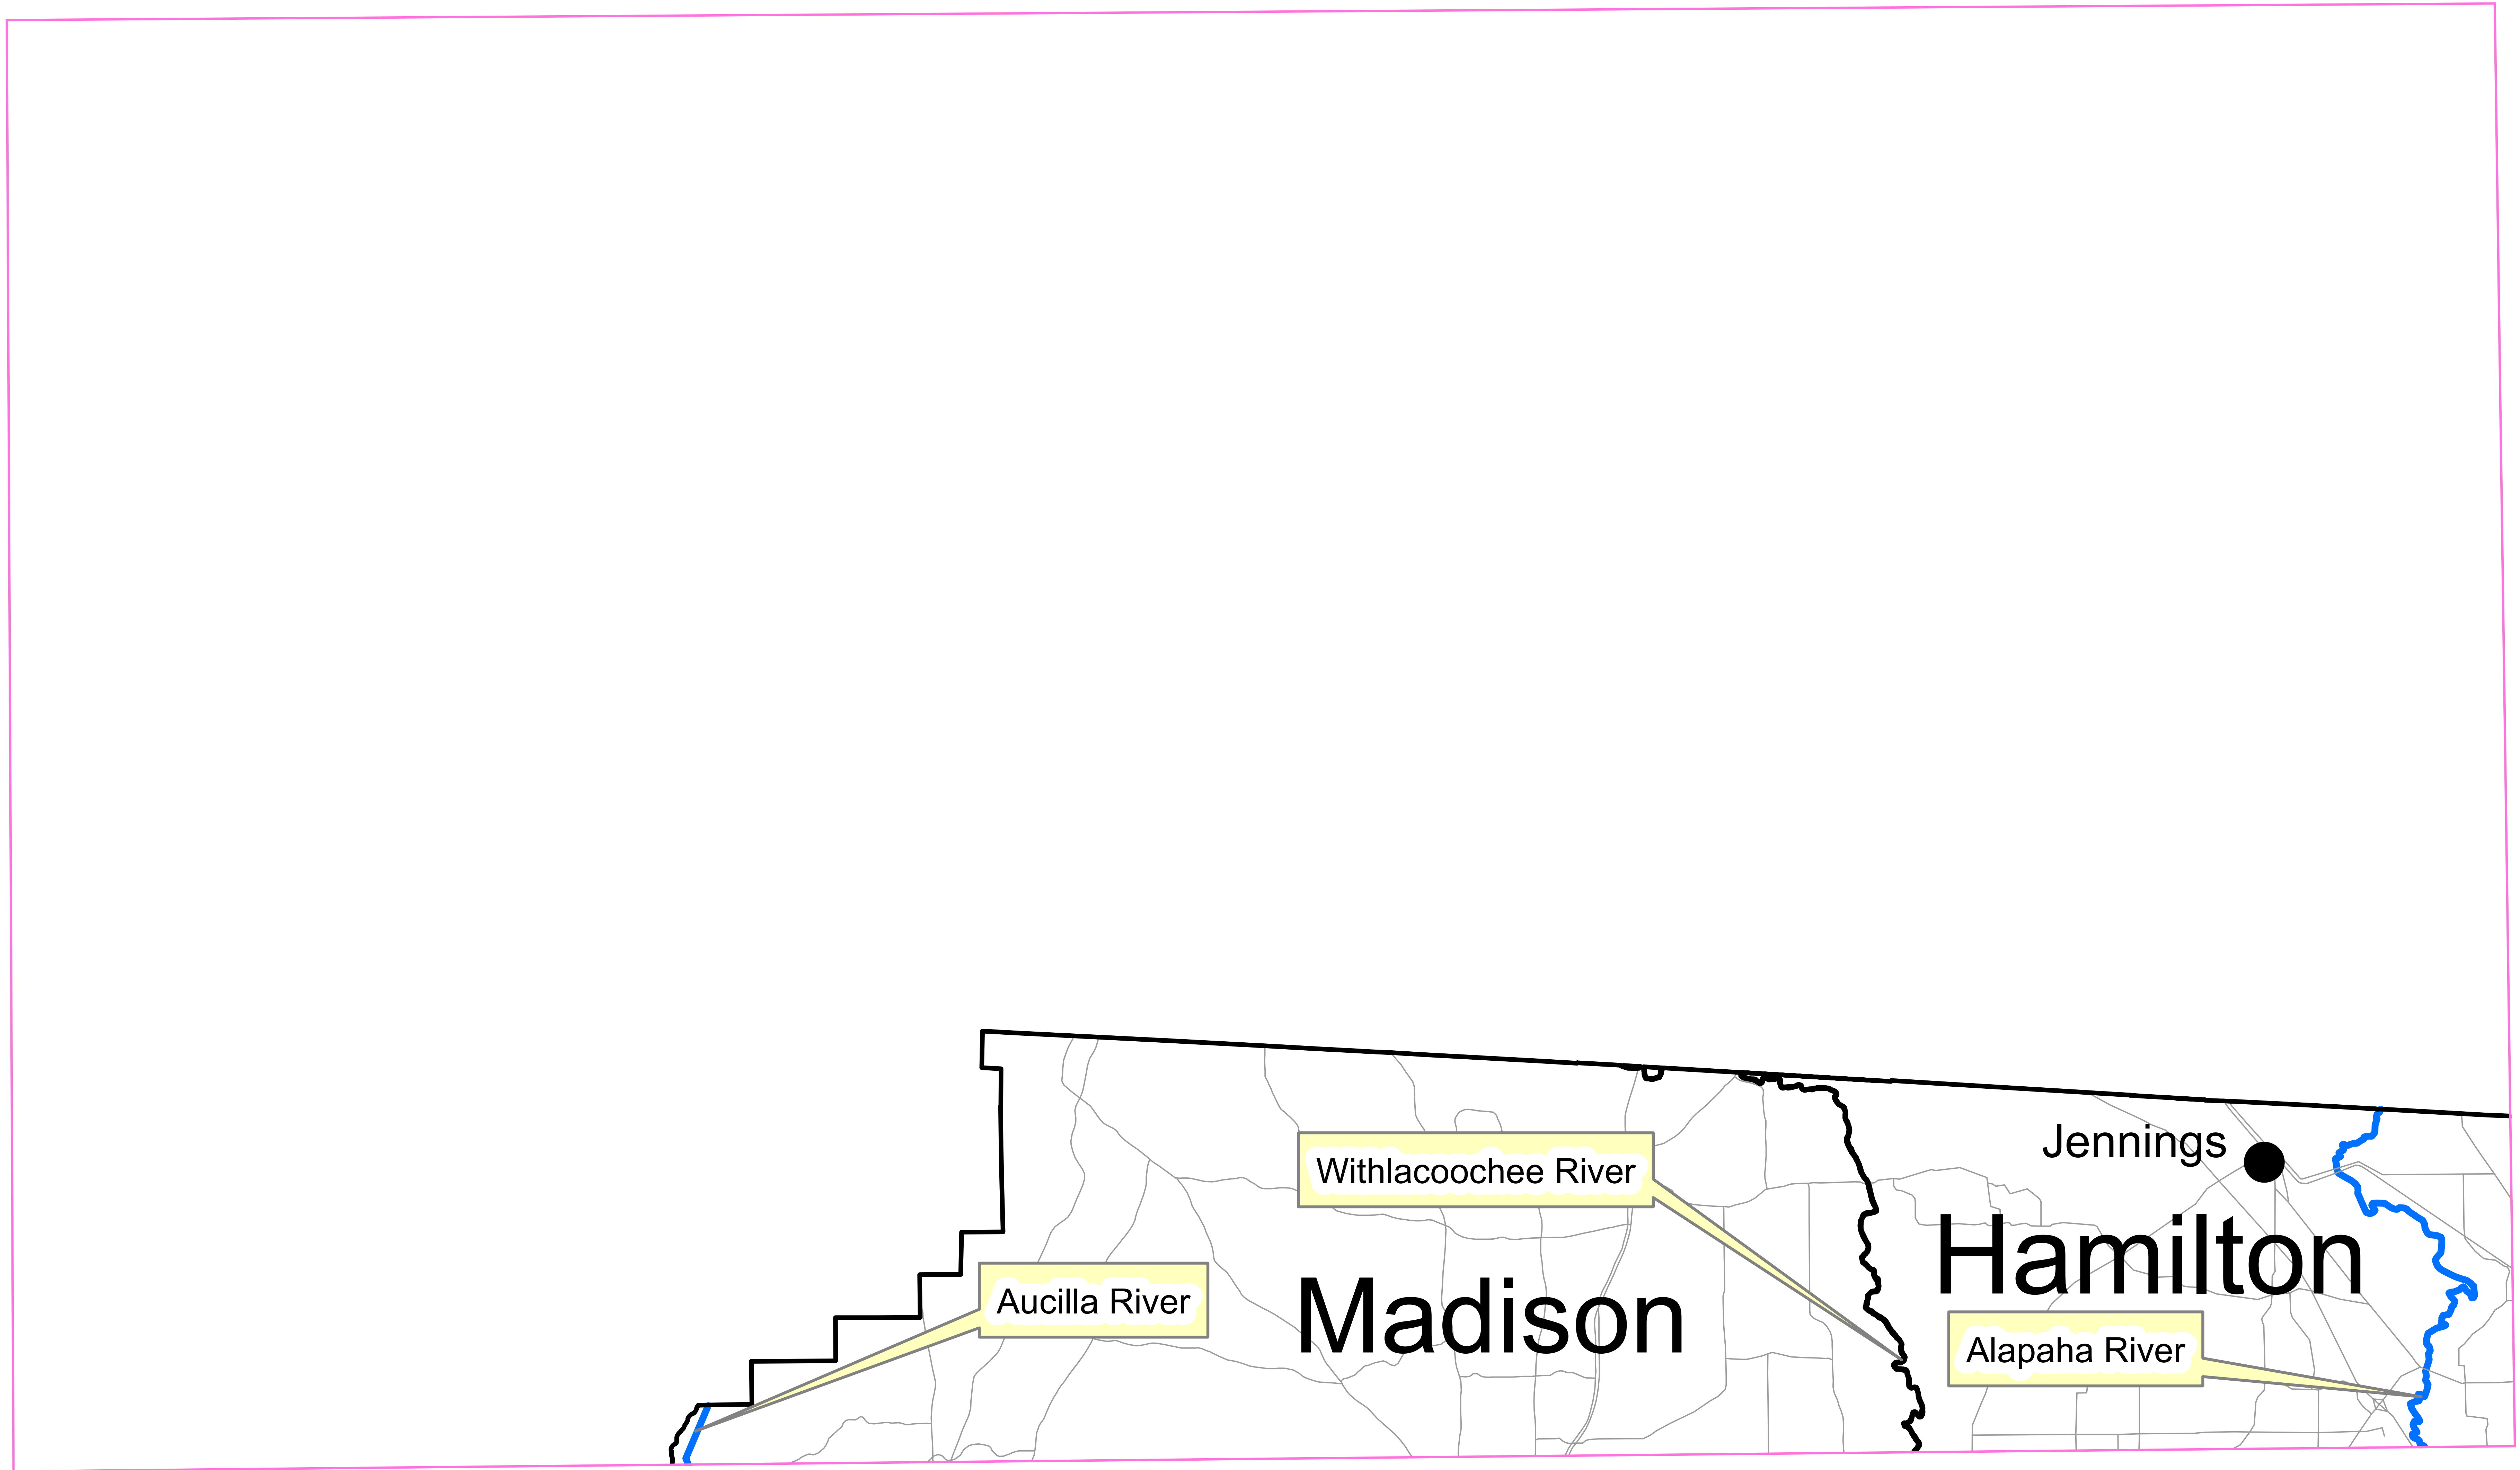 Jennings
Withlacoochee River
Hamilton
Aucilla River
Madison
Alapaha River